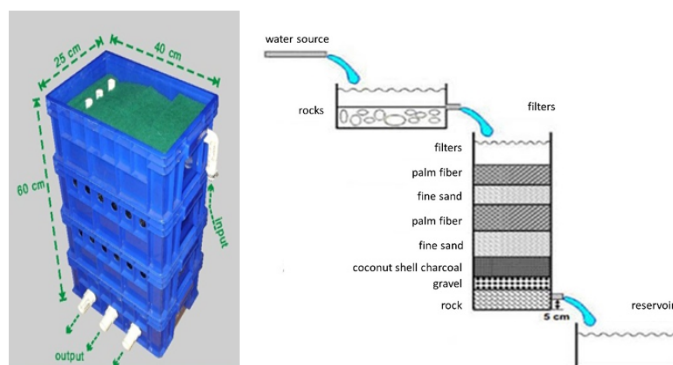 25 cm
40 cm
60 cm
input
output
water source
rocks
filters
filters
palm fiber
fine sand
palm fiber
fine sand
coconut shell charcoal
gravel
rock
5 cm
reservoir